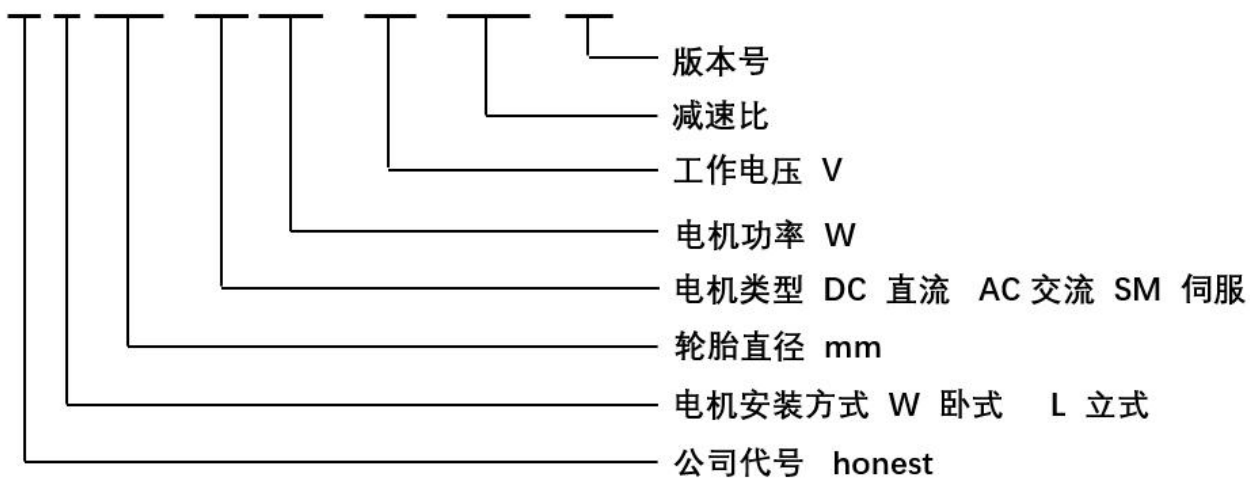 版本号
减速比
工作电压 V
电机功率 W
电机类型 DC 直流 AC 交流 SM 伺服
轮胎直径 mm
电机安装方式 W 卧式 L 立式
公司代号 honest